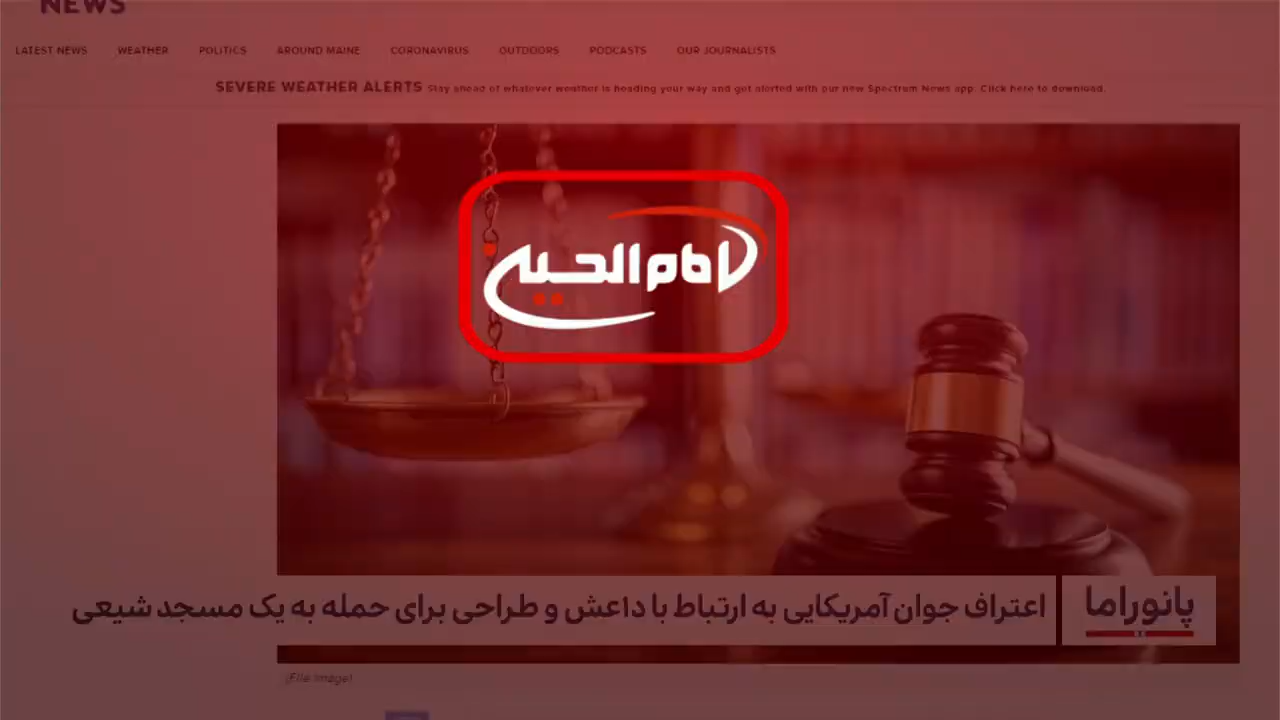 NEWS
LATEST NEWS WEATHER POLITICS AROUND MAINE CORONAVIRUS OUTDOORS PODCASTS OUR JOURNALISTS
SEVERE WEATHER ALERTS Stay ahead of whatever weather is heading your way and get alerted with our new Spectrum News app. Click here to download.
امام الحیة
پانوراما
اعتراف جوان آمریکایی به ارتباط با داعش و طراحی برای حمله به یک مسجد شیعی
(File Image)